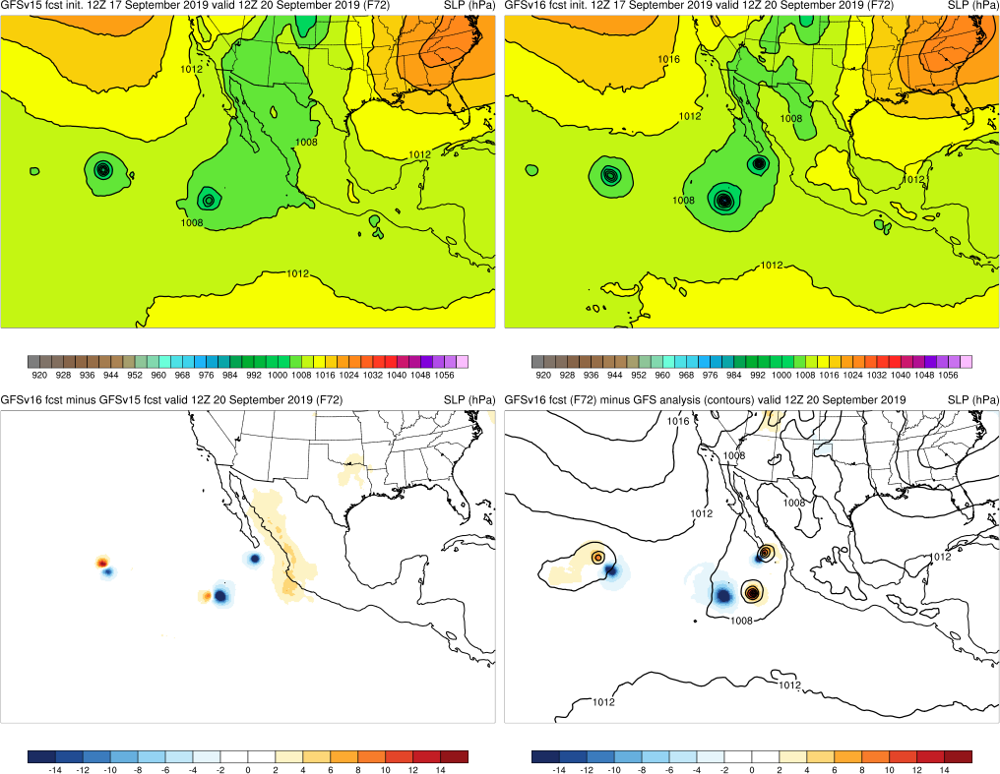 GFSv15 fcst init. 12Z 17 September 2019 valid 12Z 20 September 2019 (F72) SLP (hPa)
1012
1008
1012
1008
1012
920 928 936 944 952 960 968 976 984 992 1000 1008 1016 1024 1032 1040 1048 1056
GFSv16 fcst init. 12Z 17 September 2019 valid 12Z 20 September 2019 (F72) SLP (hPa)
1016
1012
1008
1012
1008
1012
920 928 936 944 952 960 968 976 984 992 1000 1008 1016 1024 1032 1040 1048 1056
GFSv16 fcst minus GFSv15 fcst valid 12Z 20 September 2019 (F72) SLP (hPa)
-14 -12 -10 -8 -6 -4 -2 0 2 4 6 8 10 12 14
GFSv16 fcst (F72) minus GFS analysis (contours) valid 12Z 20 September 2019 SLP (hPa)
1016
1008
1008
1012
1012
1008
1012
1012
-14 -12 -10 -8 -6 -4 -2 0 2 4 6 8 10 12 14